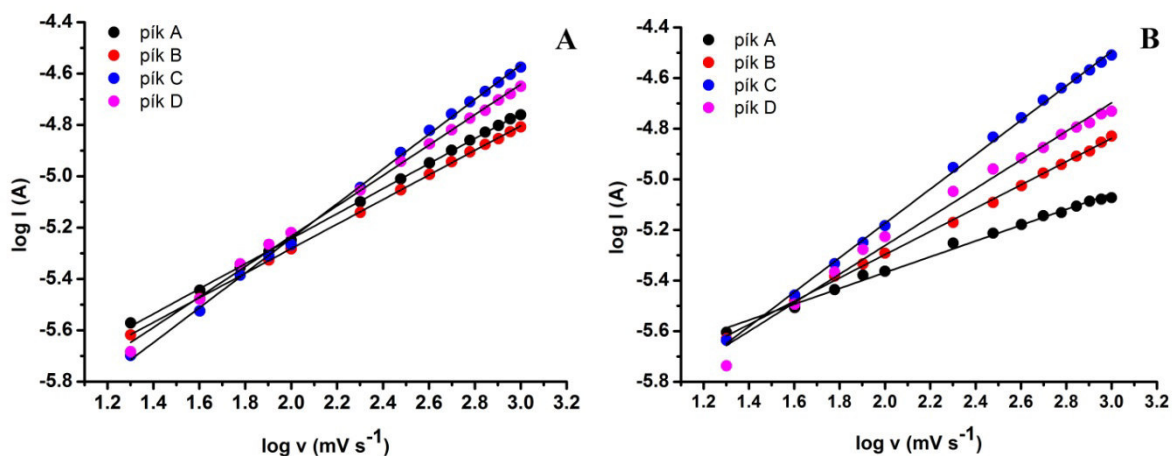 A
pík A
pík B
pík C
pík D
-4.4
-4.6
-4.8
-5.0
-5.2
-5.4
-5.6
-5.8
log I (A)
1.2 1.4 1.6 1.8 2.0 2.2 2.4 2.6 2.8 3.0 3.2
log v (mV s⁻¹)
B
pík A
pík B
pík C
pík D
-4.4
-4.6
-4.8
-5.0
-5.2
-5.4
-5.6
-5.8
log I (A)
1.2 1.4 1.6 1.8 2.0 2.2 2.4 2.6 2.8 3.0 3.2
log v (mV s⁻¹)